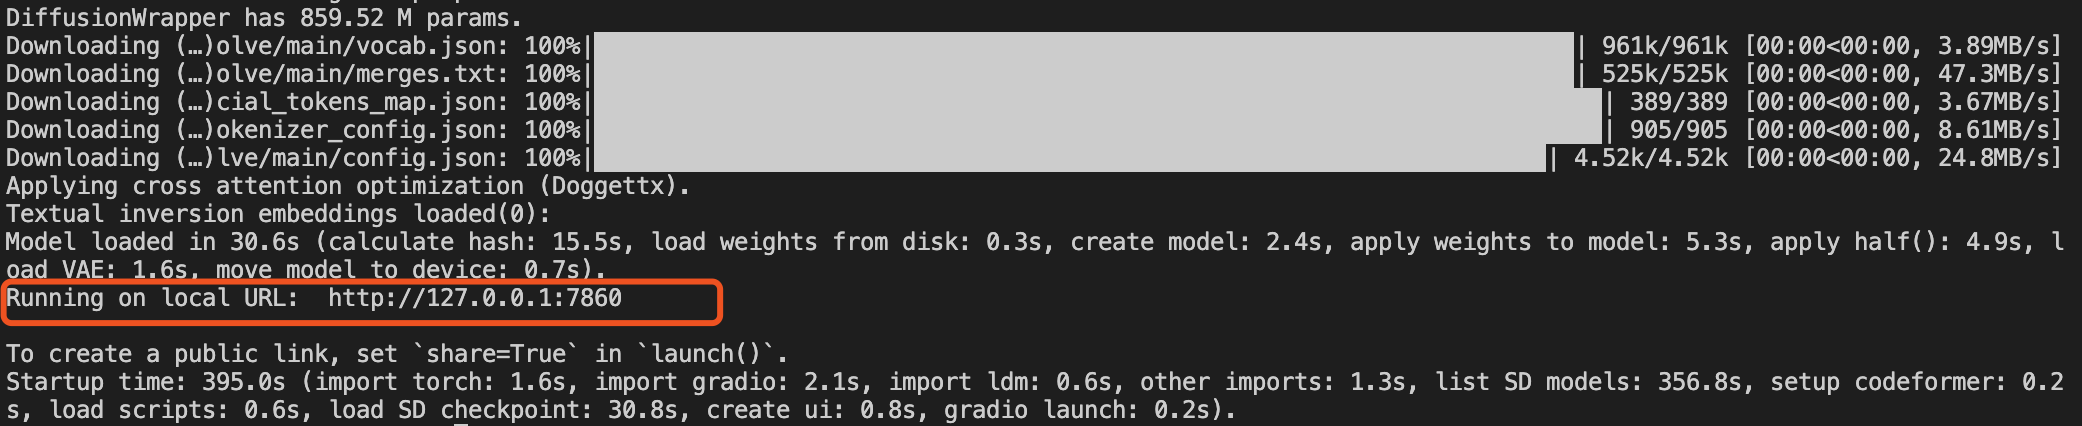 DiffusionWrapper has 859.52 M params.
Downloading (…)olve/main/vocab.json: 100%| | 961k/961k [00:00<00:00, 3.89MB/s]
Downloading (…)olve/main/merges.txt: 100%| | 525k/525k [00:00<00:00, 47.3MB/s]
Downloading (…)cial_tokens_map.json: 100%| | 389/389 [00:00<00:00, 3.67MB/s]
Downloading (…)okenizer_config.json: 100%| | 905/905 [00:00<00:00, 8.61MB/s]
Downloading (…)lve/main/config.json: 100%| | 4.52k/4.52k [00:00<00:00, 24.8MB/s]
Applying cross attention optimization (Doggettx).
Textual inversion embeddings loaded(0):
Model loaded in 30.6s (calculate hash: 15.5s, load weights from disk: 0.3s, create model: 2.4s, apply weights to model: 5.3s, apply half(): 4.9s, l
oad VAE: 1.6s, move model to device: 0.7s).
Running on local URL:  http://127.0.0.1:7860
To create a public link, set `share=True` in `launch()`.
Startup time: 395.0s (import torch: 1.6s, import gradio: 2.1s, import ldm: 0.6s, other imports: 1.3s, list SD models: 356.8s, setup codeformer: 0.2
s, load scripts: 0.6s, load SD checkpoint: 30.8s, create ui: 0.8s, gradio launch: 0.2s).